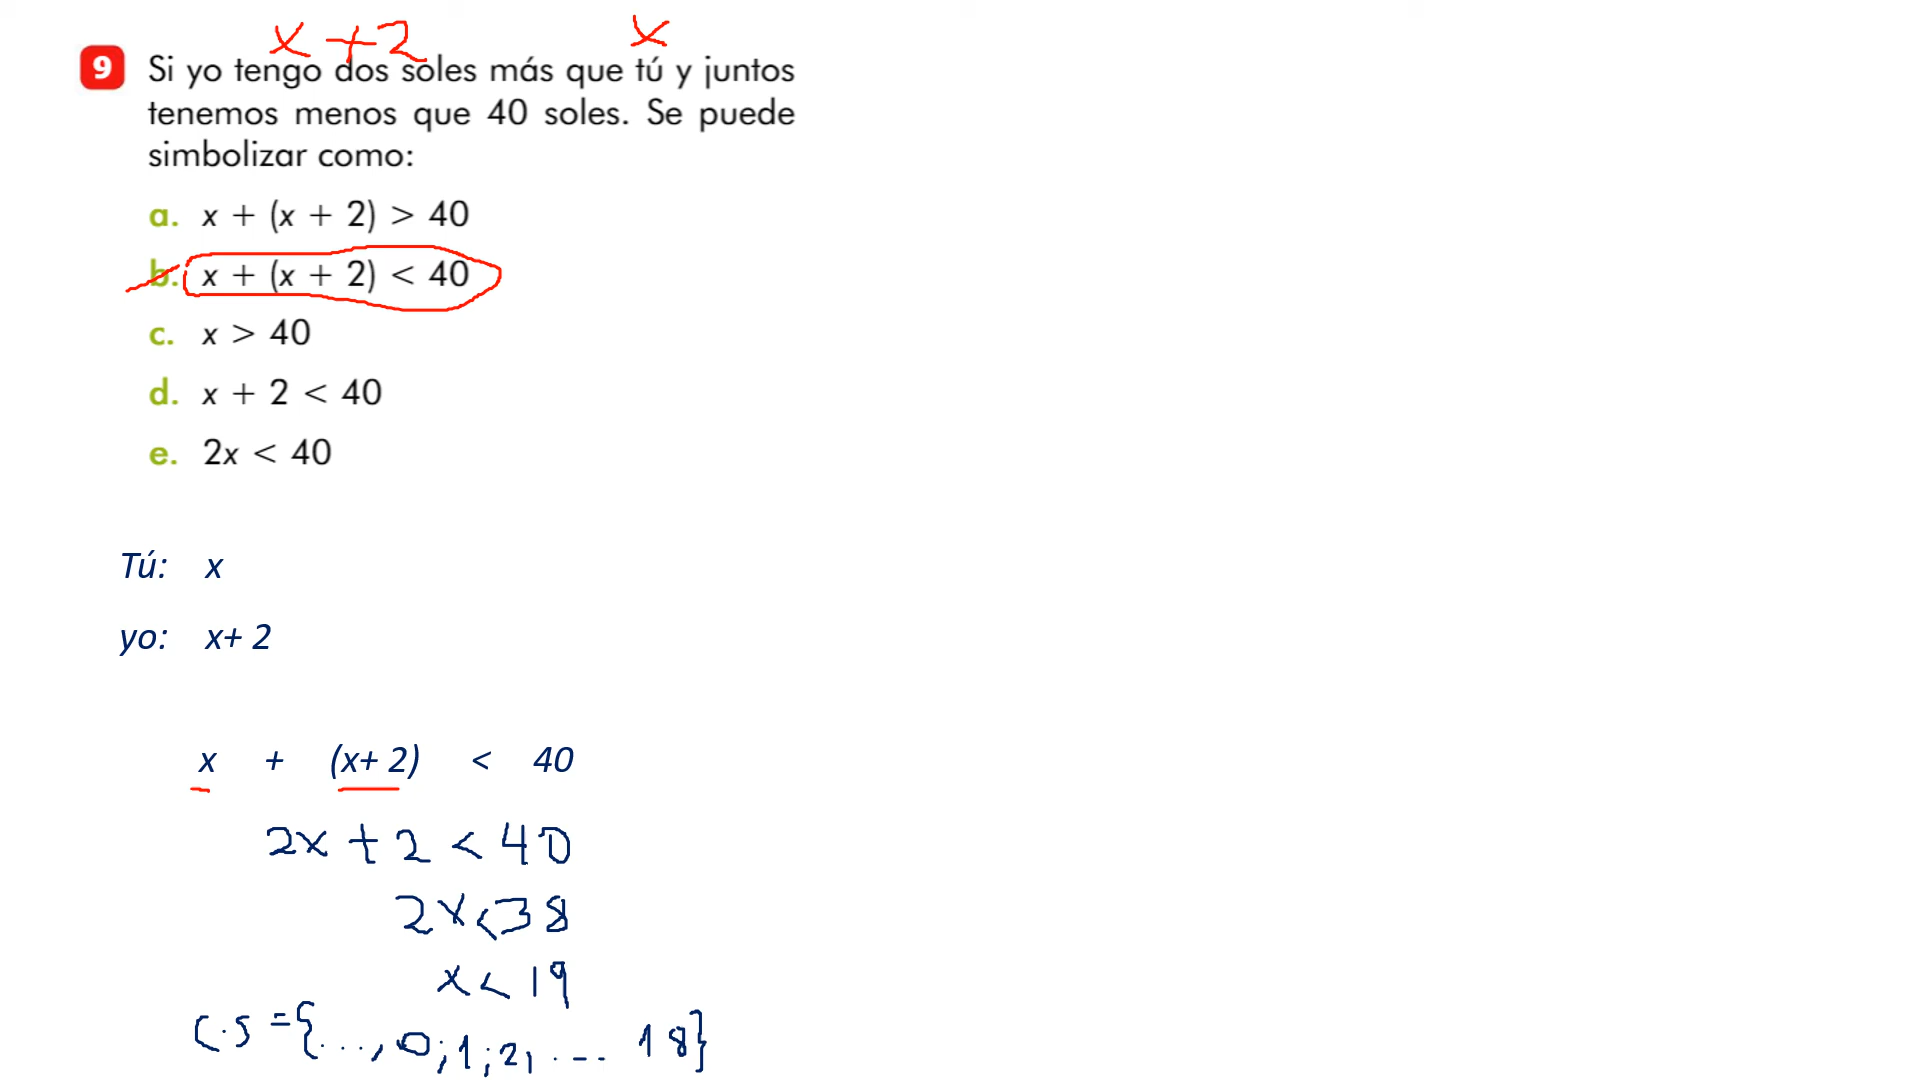 x + 2 x
9 Si yo tengo dos soles más que tú y juntos
tenemos menos que 40 soles. Se puede
simbolizar como:
a. x + (x + 2) > 40
b. x + (x + 2) < 40
c. x > 40
d. x + 2 < 40
e. 2x < 40
Tú: x
yo: x+ 2
x + (x+ 2) < 40
2x + 2 < 40
2x < 38
x < 19
C.S = {..., 0; 1; 2, ... 18}